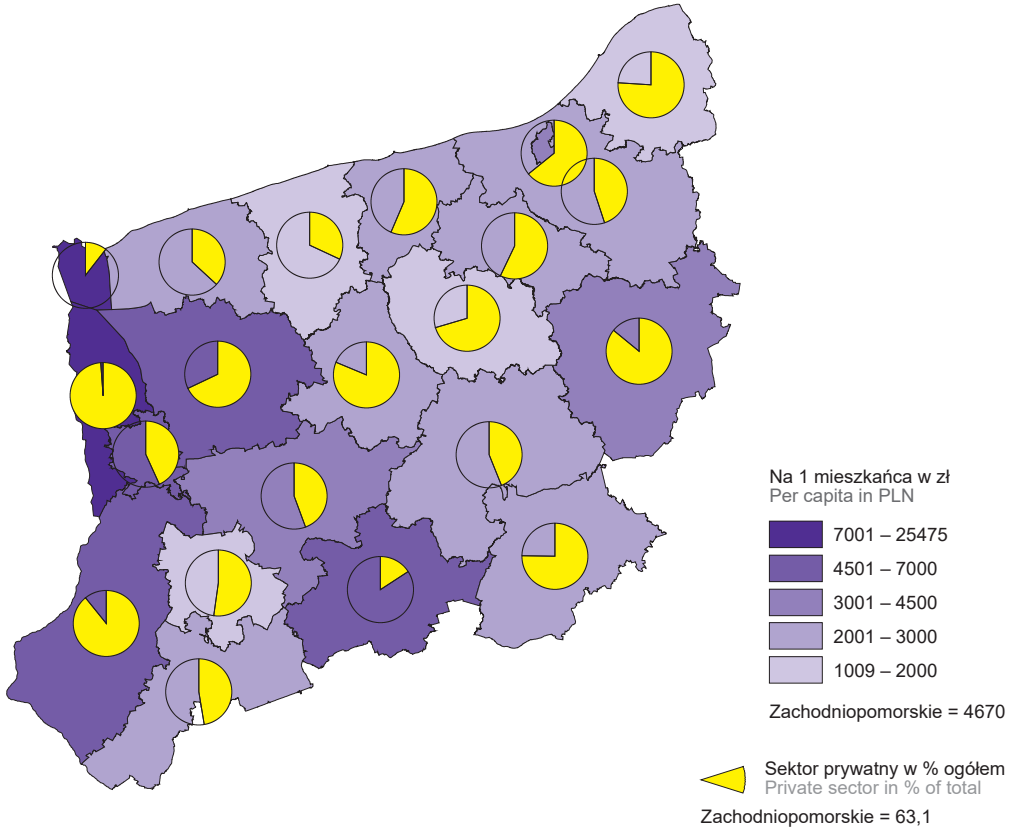 Na 1 mieszkańca w zł
Per capita in PLN
7001 – 25475
4501 – 7000
3001 – 4500
2001 – 3000
1009 – 2000
Zachodniopomorskie = 4670
Sektor prywatny w % ogółem
Private sector in % of total
Zachodniopomorskie = 63,1